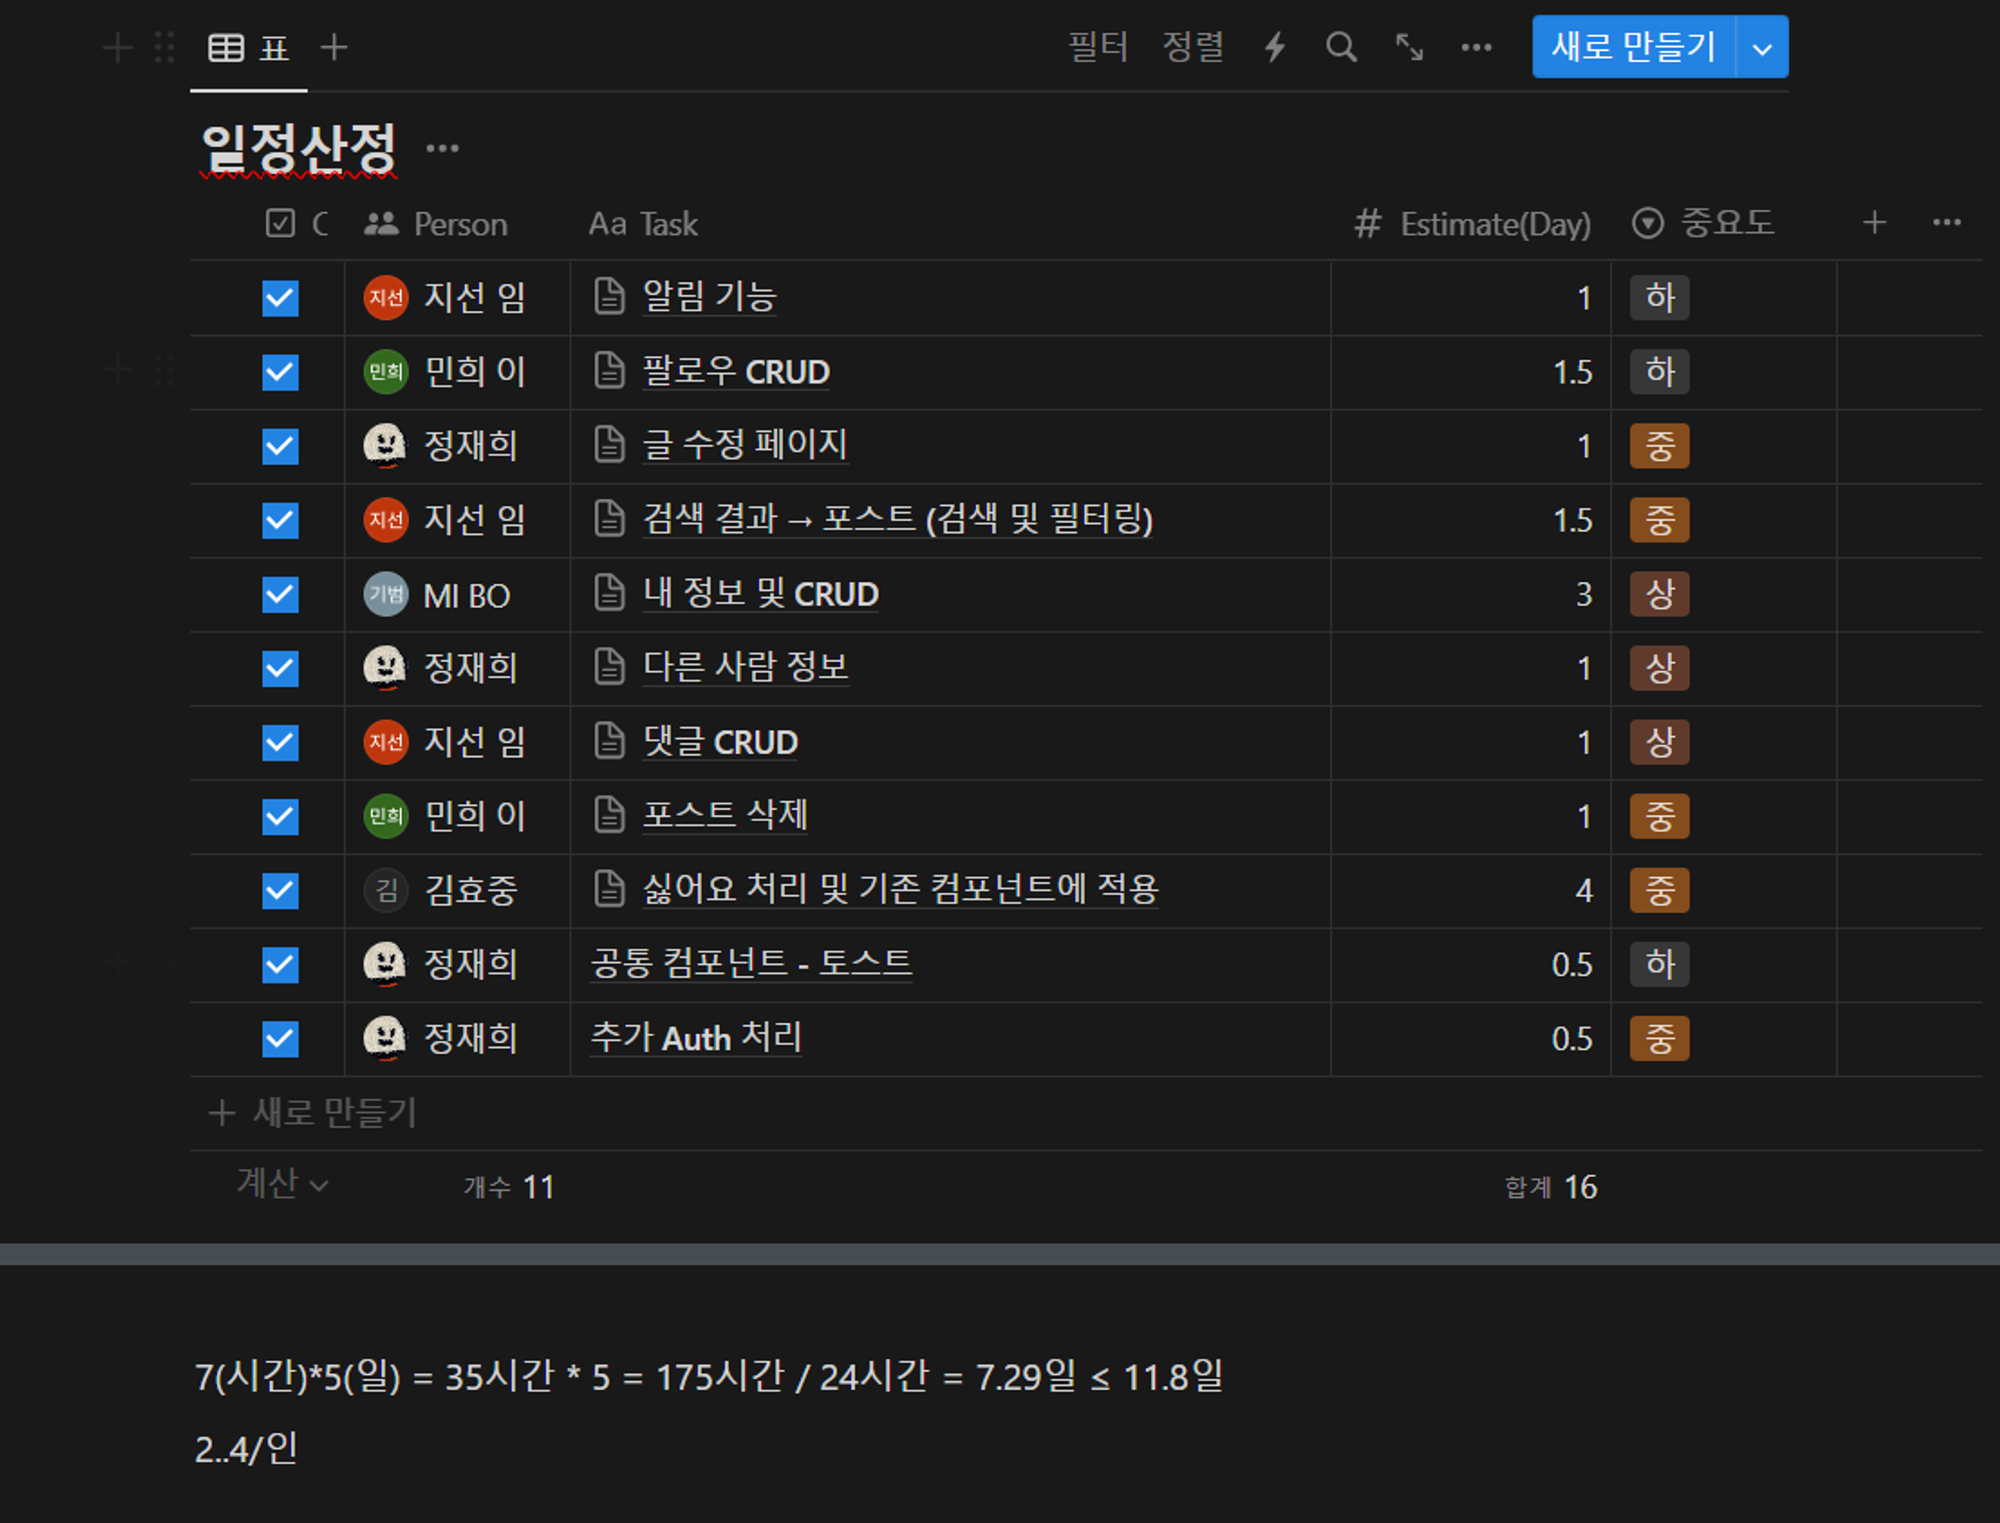 표
필터 정렬 새로 만들기
일정산정
C Person Aa Task # Estimate(Day) 중요도
지선 지선 임 알림 기능 1 하
민희 민희 이 팔로우 CRUD 1.5 하
정재희 글 수정 페이지 1 중
지선 지선 임 검색 결과 → 포스트 (검색 및 필터링) 1.5 중
기범 MI BO 내 정보 및 CRUD 3 상
정재희 다른 사람 정보 1 상
지선 지선 임 댓글 CRUD 1 상
민희 민희 이 포스트 삭제 1 중
김 김효중 싫어요 처리 및 기존 컴포넌트에 적용 4 중
정재희 공통 컴포넌트 - 토스트 0.5 하
정재희 추가 Auth 처리 0.5 중
새로 만들기
계산 개수 11 합계 16
7(시간)*5(일) = 35시간 * 5 = 175시간 / 24시간 = 7.29일 ≤ 11.8일
2..4/인